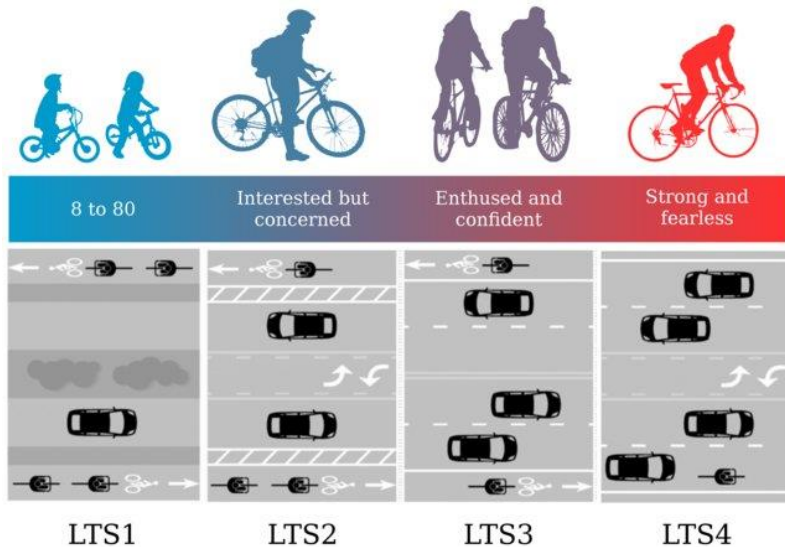 8 to 80
Interested but
concerned
Enthused and
confident
Strong and
fearless
LTS1
LTS2
LTS3
LTS4